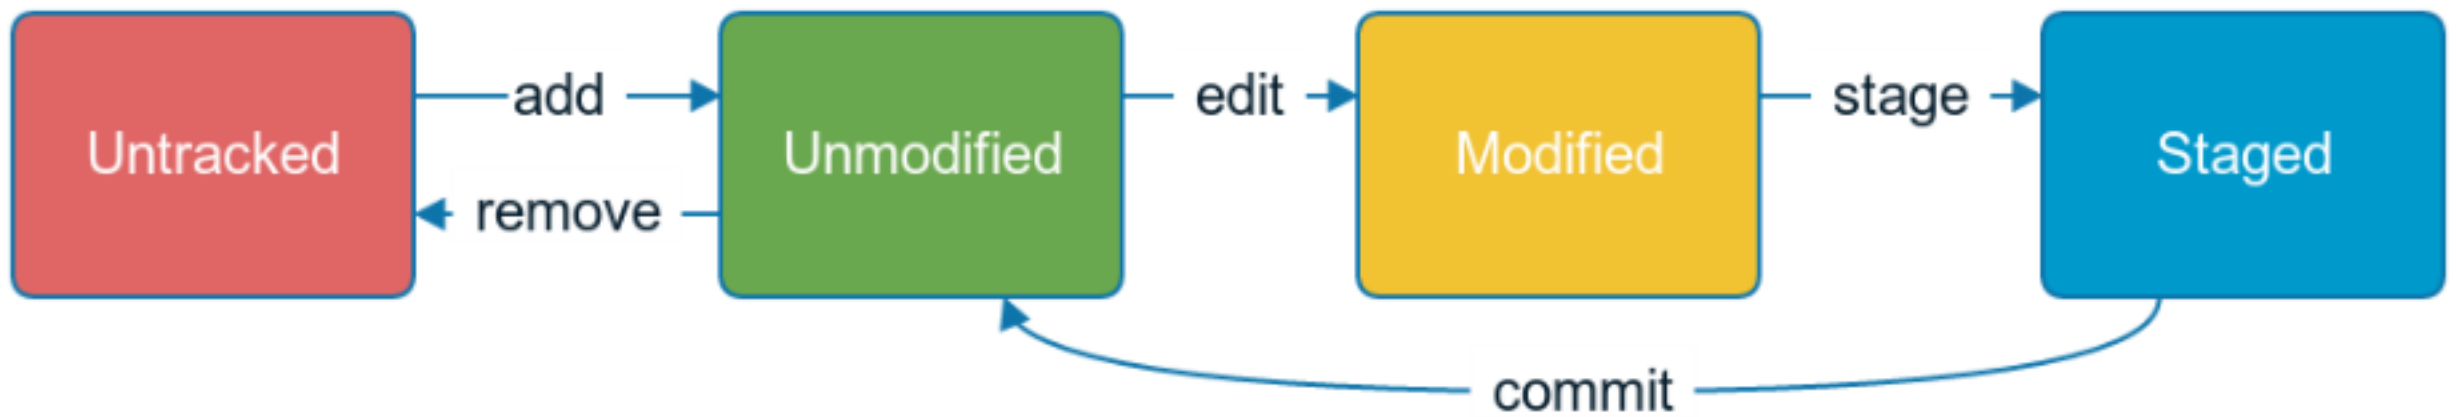 add
edit
stage
Untracked
Unmodified
Modified
Staged
remove
commit